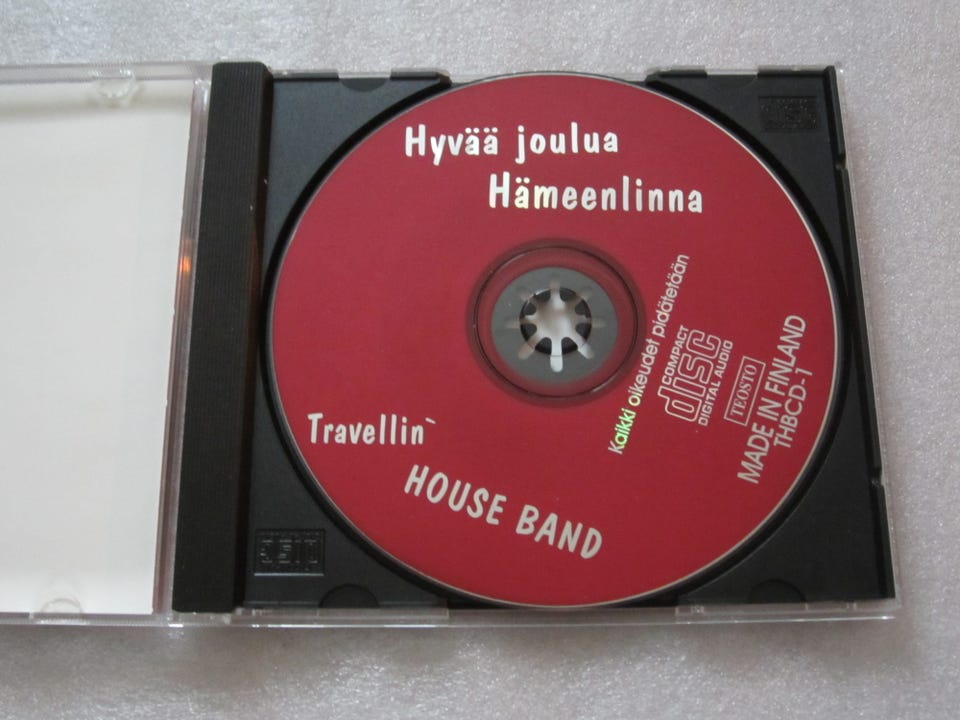 Hyvää joulua
Hämeenlinna
Kaikki oikeudet pidätetään
COMPACT
disc
DIGITAL AUDIO
TEOSTO
MADE IN FINLAND
THBCD-1
Travellin`
HOUSE BAND